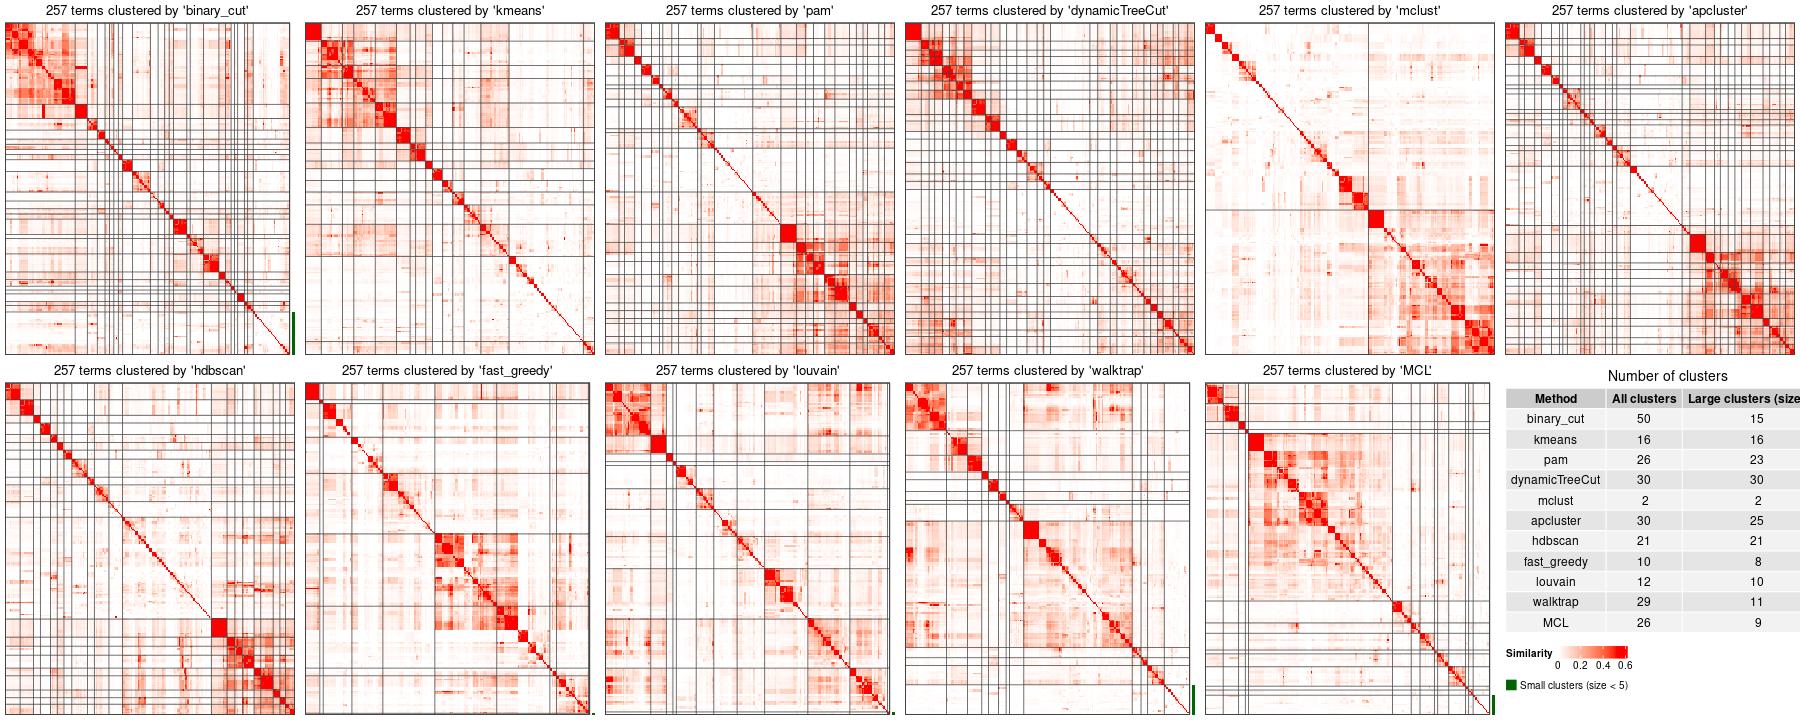 257 terms clustered by 'binary_cut'
257 terms clustered by 'kmeans'
257 terms clustered by 'pam'
257 terms clustered by 'dynamicTreeCut'
257 terms clustered by 'mclust'
257 terms clustered by 'apcluster'
257 terms clustered by 'hdbscan'
257 terms clustered by 'fast_greedy'
257 terms clustered by 'louvain'
257 terms clustered by 'walktrap'
257 terms clustered by 'MCL'
Number of clusters
Method All clusters Large clusters (size
binary_cut 50 15
kmeans 16 16
pam 26 23
dynamicTreeCut 30 30
mclust 2 2
apcluster 30 25
hdbscan 21 21
fast_greedy 10 8
louvain 12 10
walktrap 29 11
MCL 26 9
Similarity
0 0.2 0.4 0.6
Small clusters (size < 5)